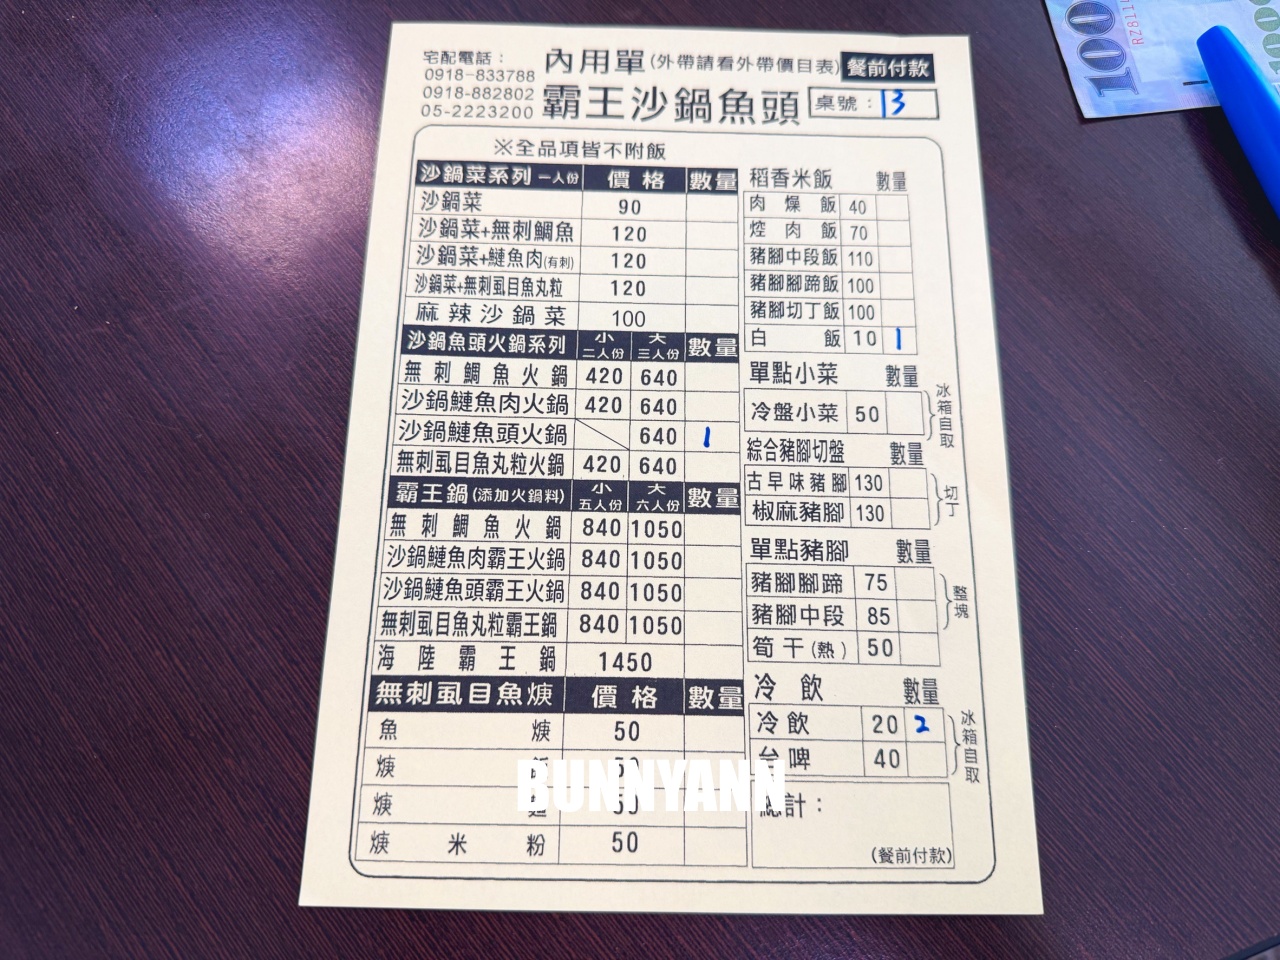 宅配電話：
0918-833788
0918-882802
05-2223200
內用單(外帶請看外帶價目表) 餐前付款
霸王沙鍋魚頭 桌號：13
※全品項皆不附飯
沙鍋菜系列 一人份 價格 數量
沙鍋菜 90
沙鍋菜+無刺鯛魚 120
沙鍋菜+鰱魚肉(有刺) 120
沙鍋菜+無刺虱目魚丸粒 120
麻辣沙鍋菜 100
沙鍋魚頭火鍋系列 小 二人份 大 三人份 數量
無刺鯛魚火鍋 420 640
沙鍋鰱魚肉火鍋 420 640
沙鍋鰱魚頭火鍋 640 1
無刺虱目魚丸粒火鍋 420 640
霸王鍋(添加火鍋料) 小 五人份 大 六人份 數量
無刺鯛魚火鍋 840 1050
沙鍋鰱魚肉霸王火鍋 840 1050
沙鍋鰱魚頭霸王火鍋 840 1050
無刺虱目魚丸粒霸王鍋 840 1050
海陸霸王鍋 1450
無刺虱目魚焿 價格 數量
魚焿 50
焿飯 50
焿麵 50
焿米粉 50
稻香米飯 數量
肉燥飯 40
焢肉飯 70
豬腳中段飯 110
豬腳腳蹄飯 100
豬腳切丁飯 100
白飯 10 1
單點小菜 數量
冷盤小菜 50
冰箱自取
綜合豬腳切盤 數量
古早味豬腳 130
椒麻豬腳 130
切丁
單點豬腳 數量
豬腳腳蹄 75
豬腳中段 85
整塊
筍干(熱) 50
冷飲 數量
冷飲 20 2
台啤 40
冰箱自取
總計：
(餐前付款)
BUNNYANN
100
RZ811